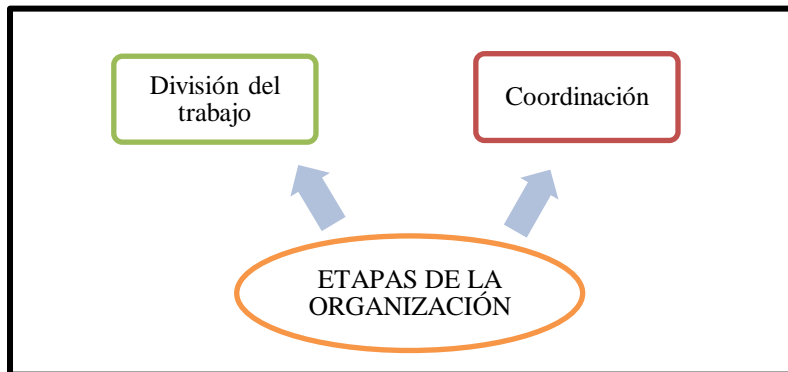 División del
trabajo
Coordinación
ETAPAS DE LA
ORGANIZACIÓN